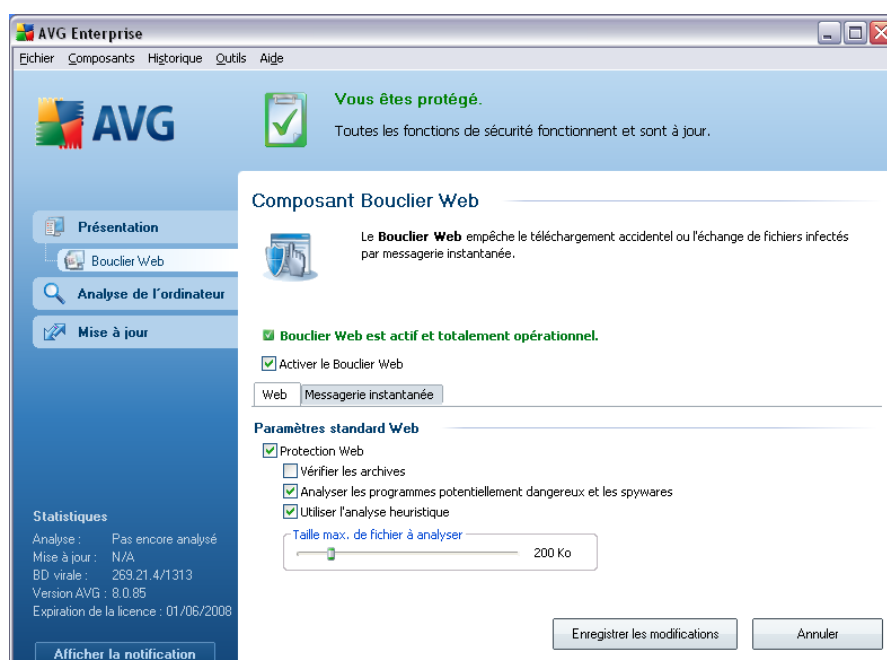 AVG Enterprise
Fichier Composants Historique Outils Aide
AVG
Vous êtes protégé.
Toutes les fonctions de sécurité fonctionnent et sont à jour.
Présentation
Bouclier Web
Analyse de l'ordinateur
Mise à jour
Composant Bouclier Web
Le Bouclier Web empêche le téléchargement accidentel ou l'échange de fichiers infectés
par messagerie instantanée.
Bouclier Web est actif et totalement opérationnel.
Activer le Bouclier Web
Web Messagerie instantanée
Paramètres standard Web
Protection Web
Vérifier les archives
Analyser les programmes potentiellement dangereux et les spywares
Utiliser l'analyse heuristique
Taille max. de fichier à analyser
200 Ko
Statistiques
Analyse : Pas encore analysé
Mise à jour : N/A
BD virale : 269.21.4/1313
Version AVG : 8.0.85
Expiration de la licence : 01/06/2008
Afficher la notification
Enregistrer les modifications
Annuler